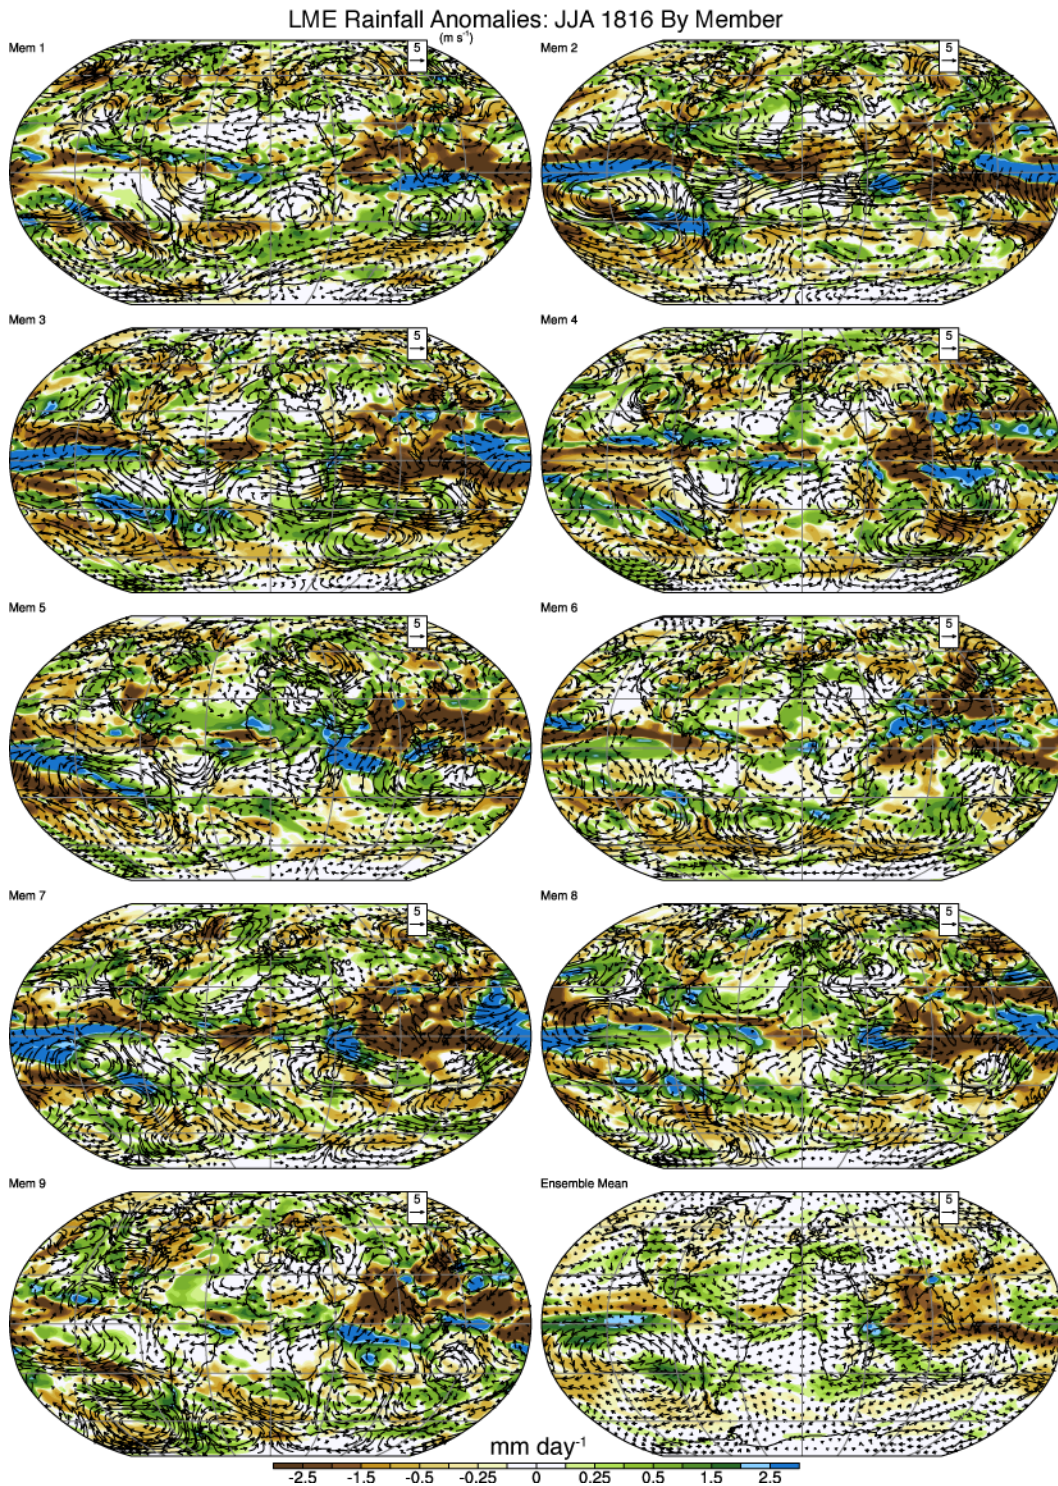 LME Rainfall Anomalies: JJA 1816 By Member
(m s⁻¹)
Mem 1
5
Mem 2
5
Mem 3
5
Mem 4
5
Mem 5
5
Mem 6
5
Mem 7
5
Mem 8
5
Mem 9
5
Ensemble Mean
5
mm day⁻¹
-2.5 -1.5 -0.5 -0.25 0 0.25 0.5 1.5 2.5